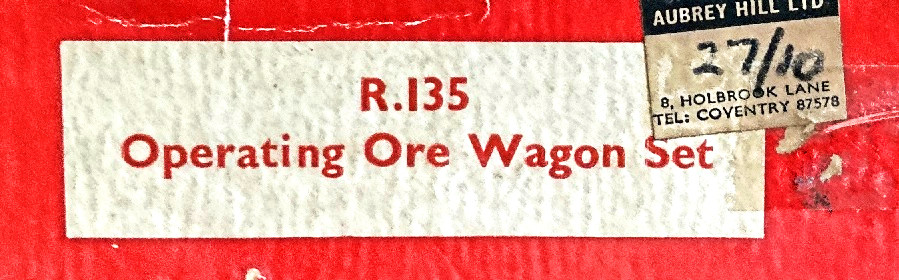 AUBREY HILL LTD
27/10
8, HOLBROOK LANE
TEL: COVENTRY 87578
R.135
Operating Ore Wagon Set